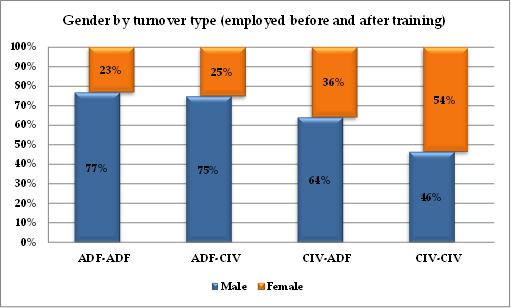 Gender by turnover type (employed before and after training)
100%
90%
80%
70%
60%
50%
40%
30%
20%
10%
0%
23% 25% 36% 54%
77% 75% 64% 46%
ADF-ADF ADF-CIV CIV-ADF CIV-CIV
Male Female